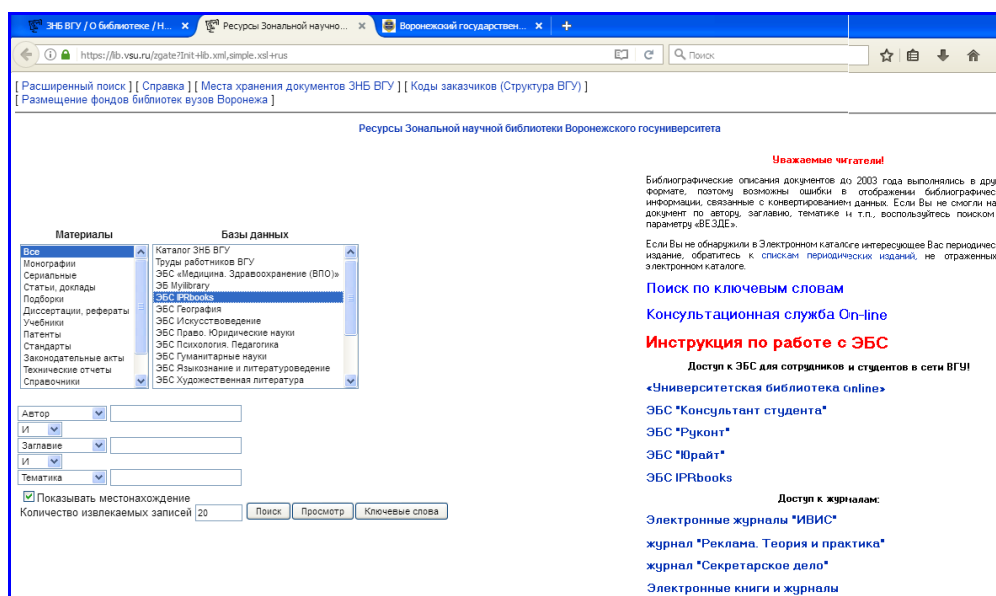 ЗНБ ВГУ / О библиотеке / Н...
Ресурсы Зональной научно...
Воронежский государствен...
https://lib.vsu.ru/zgate?Init+lib.xml,simple.xsl+rus
Поиск
[ Расширенный поиск ] [ Справка ] [ Места хранения документов ЗНБ ВГУ ] [ Коды заказчиков (Структура ВГУ) ]
[ Размещение фондов библиотек вузов Воронежа ]
Ресурсы Зональной научной библиотеки Воронежского госуниверситета
Материалы
Все
Монографии
Сериальные
Статьи, доклады
Подборки
Диссертации, рефераты
Учебники
Патенты
Стандарты
Законодательные акты
Технические отчеты
Справочники
Базы данных
Каталог ЗНБ ВГУ
Труды работников ВГУ
ЭБС «Медицина. Здравоохранение (ВПО)»
ЭБ Myilibrary
ЭБС IPRbooks
ЭБС География
ЭБС Искусствоведение
ЭБС Право. Юридические науки
ЭБС Психология. Педагогика
ЭБС Гуманитарные науки
ЭБС Языкознание и литературоведение
ЭБС Художественная литература
Автор
И
Заглавие
И
Тематика
Показывать местонахождение
Количество извлекаемых записей 20 Поиск Просмотр Ключевые слова
Уважаемые читатели!
Библиографические описания документов до 2003 года выполнялись в дру
формате, поэтому возможны ошибки в отображении библиографичес
информации, связанные с конвертированием данных. Если Вы не смогли на
документ по автору, заглавию, тематике и т.п., воспользуйтесь поиском
параметру «ВЕЗДЕ».
Если Вы не обнаружили в Электронном каталоге интересующее Вас периодичес
издание, обратитесь к спискам периодических изданий, не отраженных
электронном каталоге.
Поиск по ключевым словам
Консультационная служба On-line
Инструкция по работе с ЭБС
Доступ к ЭБС для сотрудников и студентов в сети ВГУ!
«Университетская библиотека online»
ЭБС "Консультант студента"
ЭБС "Руконт"
ЭБС "Юрайт"
ЭБС IPRbooks
Доступ к журналам:
Электронные журналы "ИВИС"
журнал "Реклама. Теория и практика"
журнал "Секретарское дело"
Электронные книги и журналы